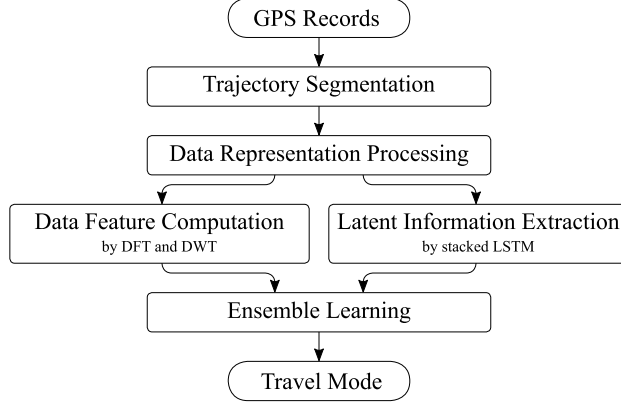 GPS Records
Trajectory Segmentation
Data Representation Processing
Data Feature Computation
by DFT and DWT
Latent Information Extraction
by stacked LSTM
Ensemble Learning
Travel Mode